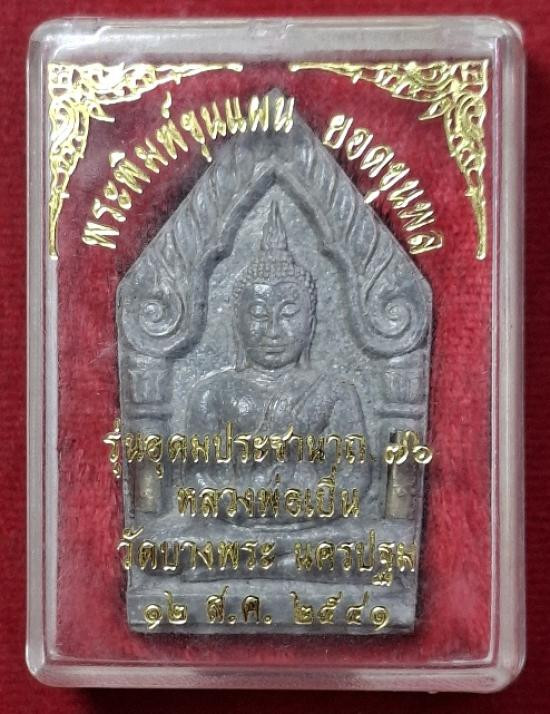 พระพิมพ์ขุนแผน ยอดขุนพล
รุ่นอุดมประชานาถ ๗๖
หลวงพ่อเปิ่น
วัดบางพระ นครปฐม
๑๒ ส.ค. ๒๕๔๑